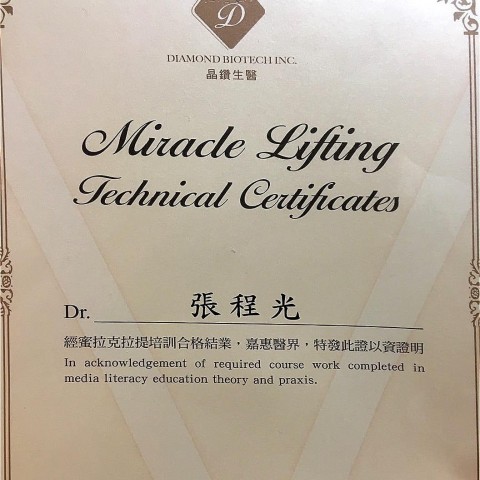 D
DIAMOND BIOTECH INC.
晶鑽生醫
Miracle Lifting
Technical Certificates
Dr. 張程光
經蜜拉克拉提培訓合格結業，嘉惠醫界，特發此證以資證明
In acknowledgement of required course work completed in
media literacy education theory and praxis.